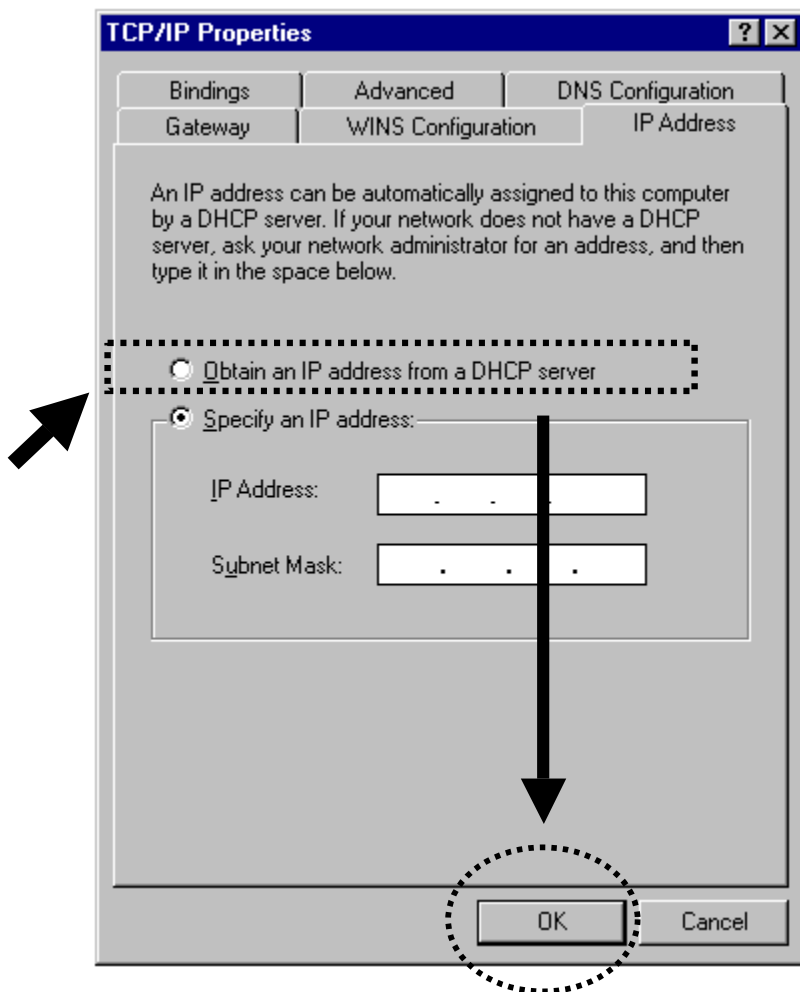 TCP/IP Properties
Bindings
Advanced
DNS Configuration
Gateway
WINS Configuration
IP Address
An IP address can be automatically assigned to this computer
by a DHCP server. If your network does not have a DHCP
server, ask your network administrator for an address, and then
type it in the space below.
Obtain an IP address from a DHCP server
Specify an IP address:
IP Address: . . .
Subnet Mask: . . .
OK
Cancel